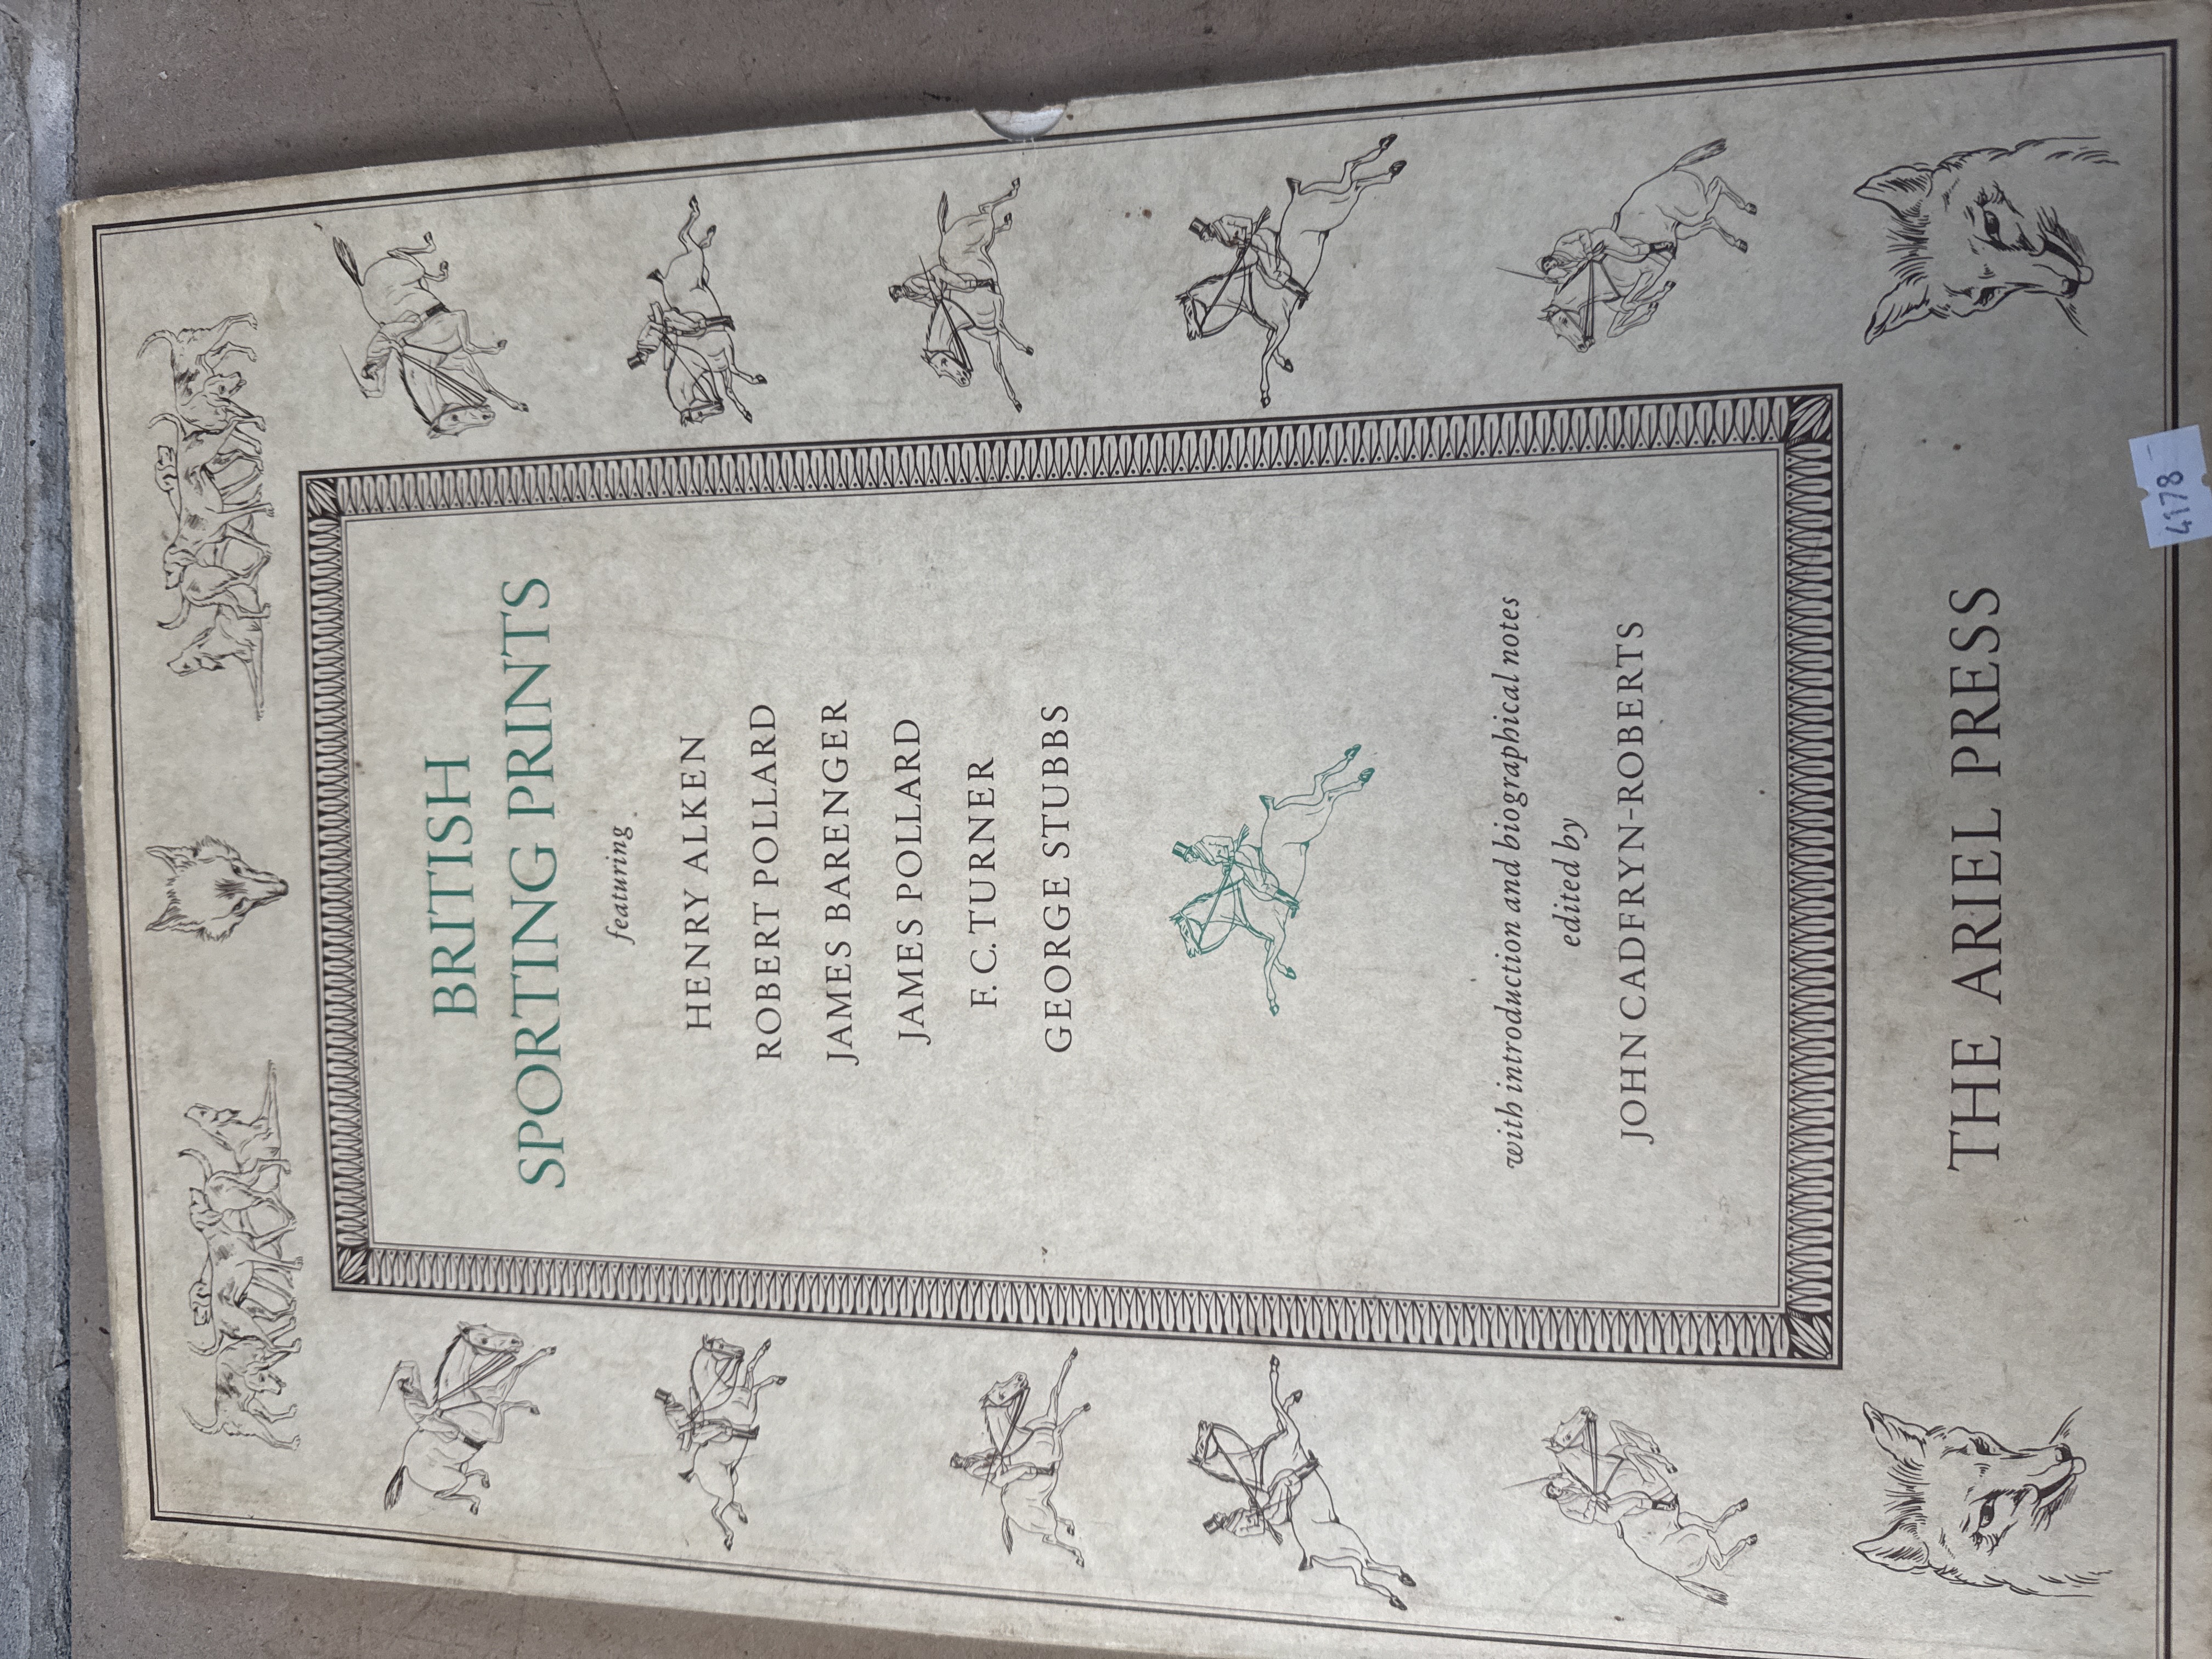 BRITISH
SPORTING PRINTS
featuring
HENRY ALKEN
ROBERT POLLARD
JAMES BARENGER
JAMES POLLARD
F. C. TURNER
GEORGE STUBBS
with introduction and biographical notes
edited by
JOHN CADFRYN-ROBERTS
THE ARIEL PRESS
4178